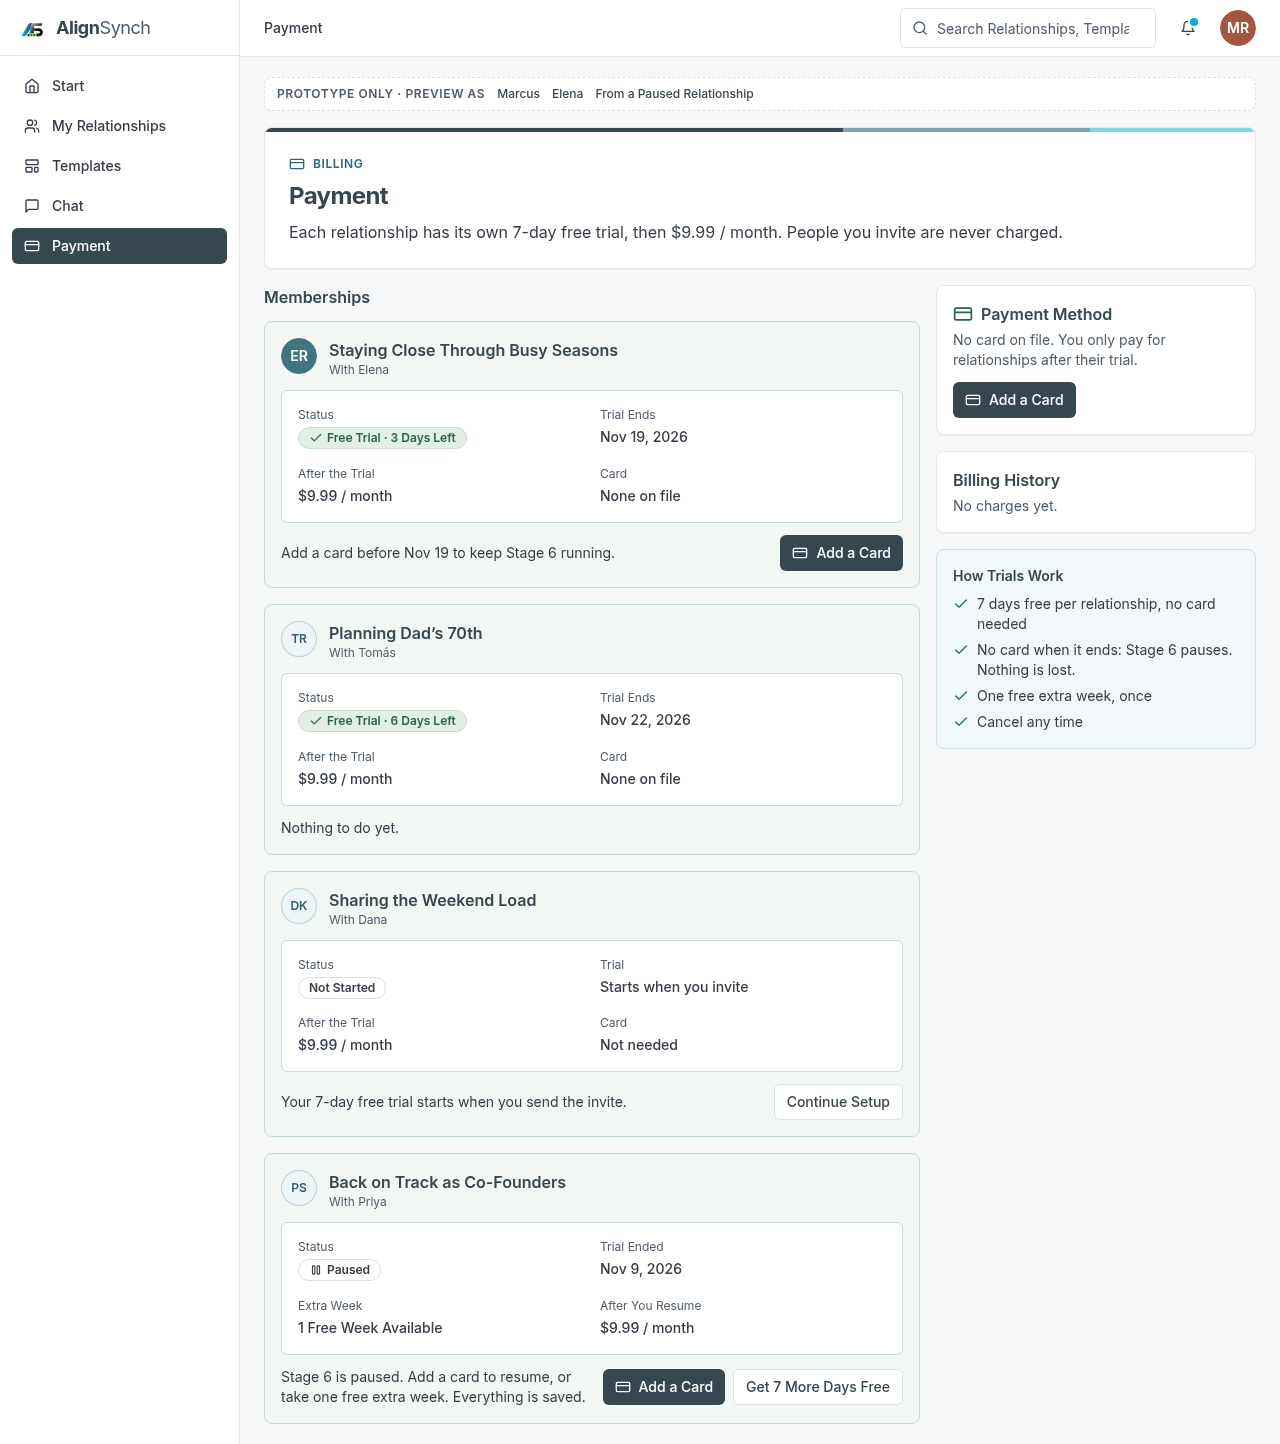 AlignSynch
Start
My Relationships
Templates
Chat
Payment
Payment
Search Relationships, Templa
MR
PROTOTYPE ONLY · PREVIEW AS Marcus Elena From a Paused Relationship
BILLING
Payment
Each relationship has its own 7-day free trial, then $9.99 / month. People you invite are never charged.
Memberships
ER
Staying Close Through Busy Seasons
With Elena
Status
Free Trial · 3 Days Left
Trial Ends
Nov 19, 2026
After the Trial
$9.99 / month
Card
None on file
Add a card before Nov 19 to keep Stage 6 running.
Add a Card
TR
Planning Dad’s 70th
With Tomás
Status
Free Trial · 6 Days Left
Trial Ends
Nov 22, 2026
After the Trial
$9.99 / month
Card
None on file
Nothing to do yet.
DK
Sharing the Weekend Load
With Dana
Status
Not Started
Trial
Starts when you invite
After the Trial
$9.99 / month
Card
Not needed
Your 7-day free trial starts when you send the invite.
Continue Setup
PS
Back on Track as Co-Founders
With Priya
Status
Paused
Trial Ended
Nov 9, 2026
Extra Week
1 Free Week Available
After You Resume
$9.99 / month
Stage 6 is paused. Add a card to resume, or
take one free extra week. Everything is saved.
Add a Card
Get 7 More Days Free
Payment Method
No card on file. You only pay for
relationships after their trial.
Add a Card
Billing History
No charges yet.
How Trials Work
7 days free per relationship, no card
needed
No card when it ends: Stage 6 pauses.
Nothing is lost.
One free extra week, once
Cancel any time